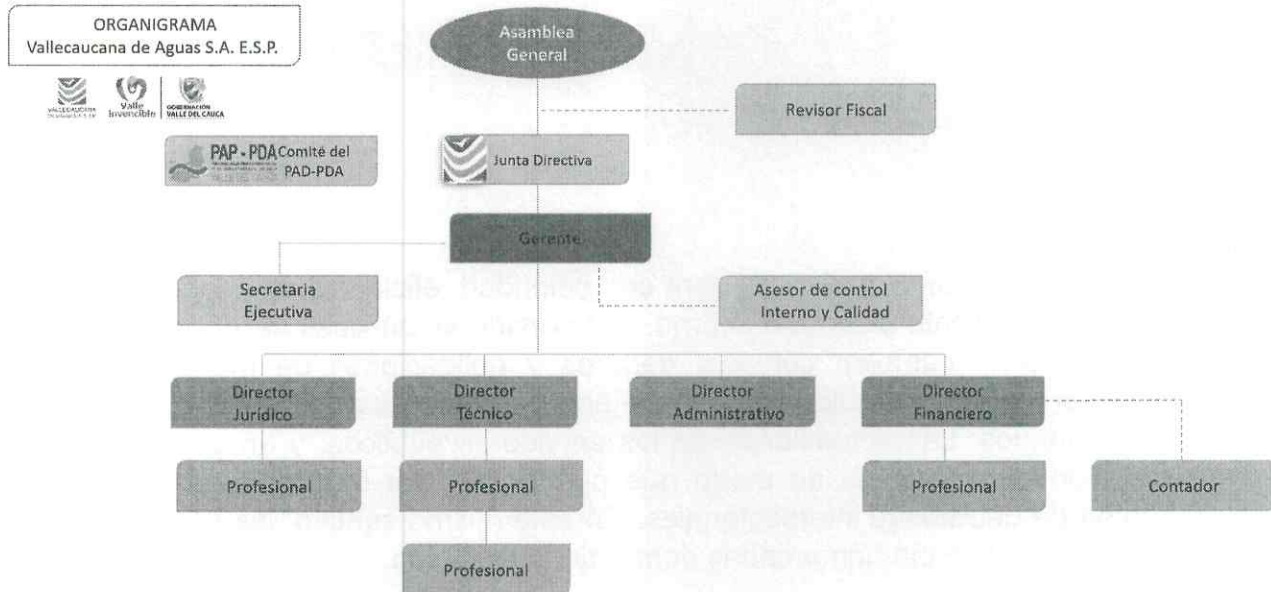 ORGANIGRAMA
Vallecaucana de Aguas S.A. E.S.P.
Asamblea
General
Revisor Fiscal
VALLECAUCANA
Valle
Invencible
GOBERNACIÓN
VALLE DEL CAUCA
PAP - PDA
Comité del
PAD-PDA
Junta Directiva
Gerente
Secretaria
Ejecutiva
Asesor de control
Interno y Calidad
Director
Jurídico
Director
Técnico
Director
Administrativo
Director
Financiero
Profesional
Profesional
Profesional
Contador
Profesional